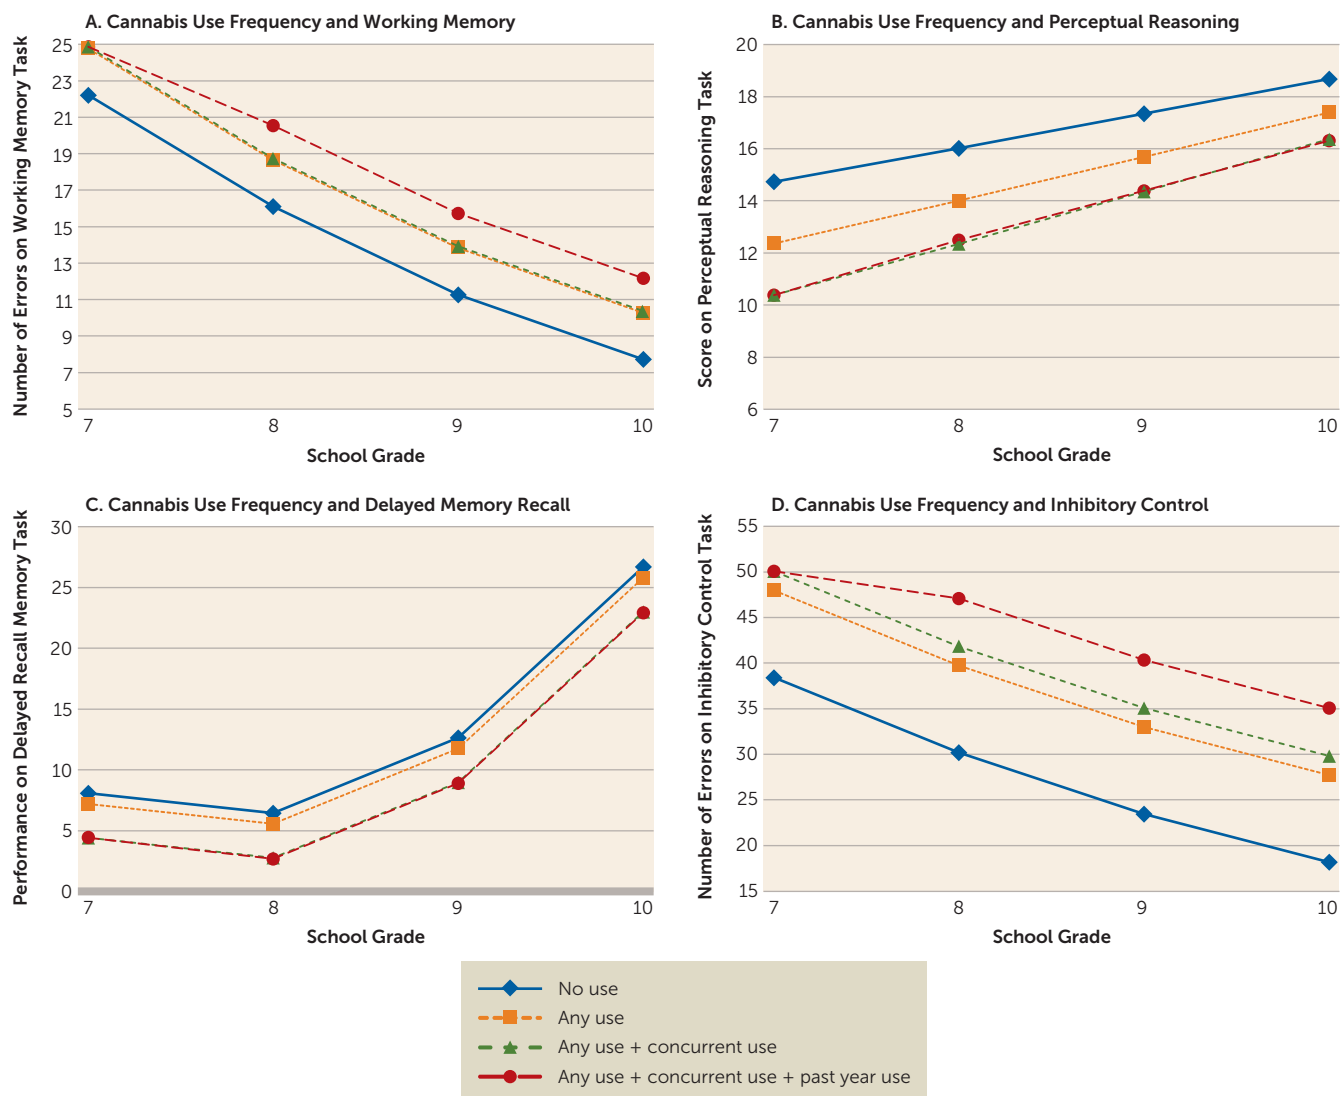 A. Cannabis Use Frequency and Working Memory
Number of Errors on Working Memory Task
25
23
21
19
17
15
13
11
9
7
5
7 8 9 10
School Grade
B. Cannabis Use Frequency and Perceptual Reasoning
Score on Perceptual Reasoning Task
20
18
16
14
12
10
8
6
7 8 9 10
School Grade
C. Cannabis Use Frequency and Delayed Memory Recall
Performance on Delayed Recall Memory Task
30
25
20
15
10
5
0
7 8 9 10
School Grade
D. Cannabis Use Frequency and Inhibitory Control
Number of Errors on Inhibitory Control Task
55
50
45
40
35
30
25
20
15
7 8 9 10
School Grade
No use
Any use
Any use + concurrent use
Any use + concurrent use + past year use